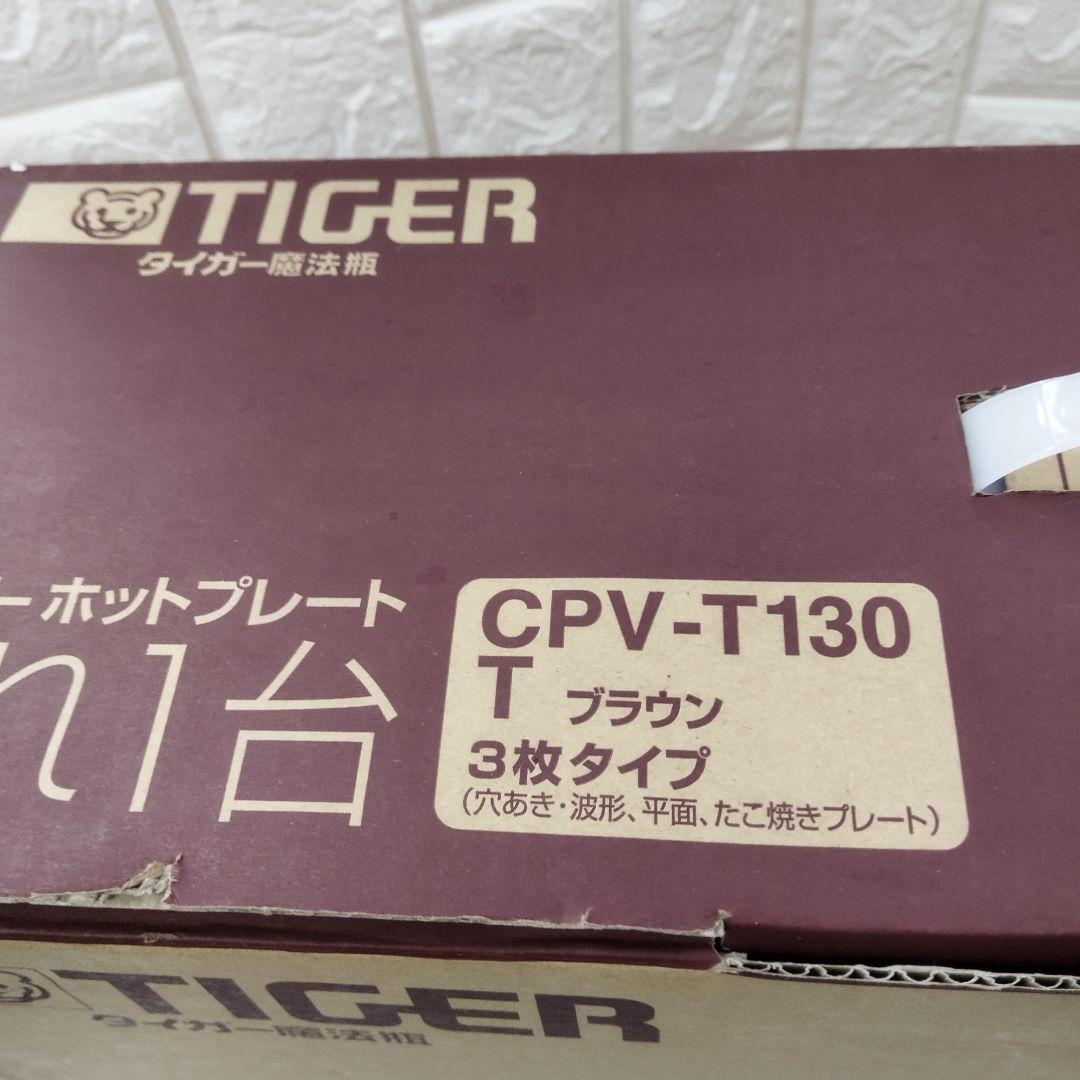 TIGER
タイガー魔法瓶
ー ホットプレート
れ1台
CPV-T130
T ブラウン
3枚タイプ
(穴あき・波形、平面、たこ焼きプレート)
TIGER
タイガー魔法瓶